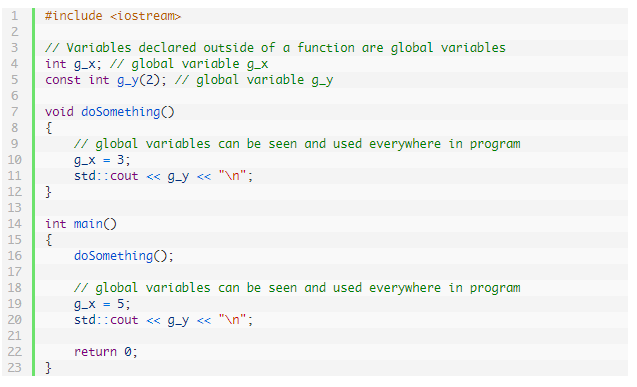 1 #include <iostream>
2
3 // Variables declared outside of a function are global variables
4 int g_x; // global variable g_x
5 const int g_y(2); // global variable g_y
6
7 void doSomething()
8 {
9     // global variables can be seen and used everywhere in program
10     g_x = 3;
11     std::cout << g_y << "\n";
12 }
13
14 int main()
15 {
16     doSomething();
17
18     // global variables can be seen and used everywhere in program
19     g_x = 5;
20     std::cout << g_y << "\n";
21
22     return 0;
23 }